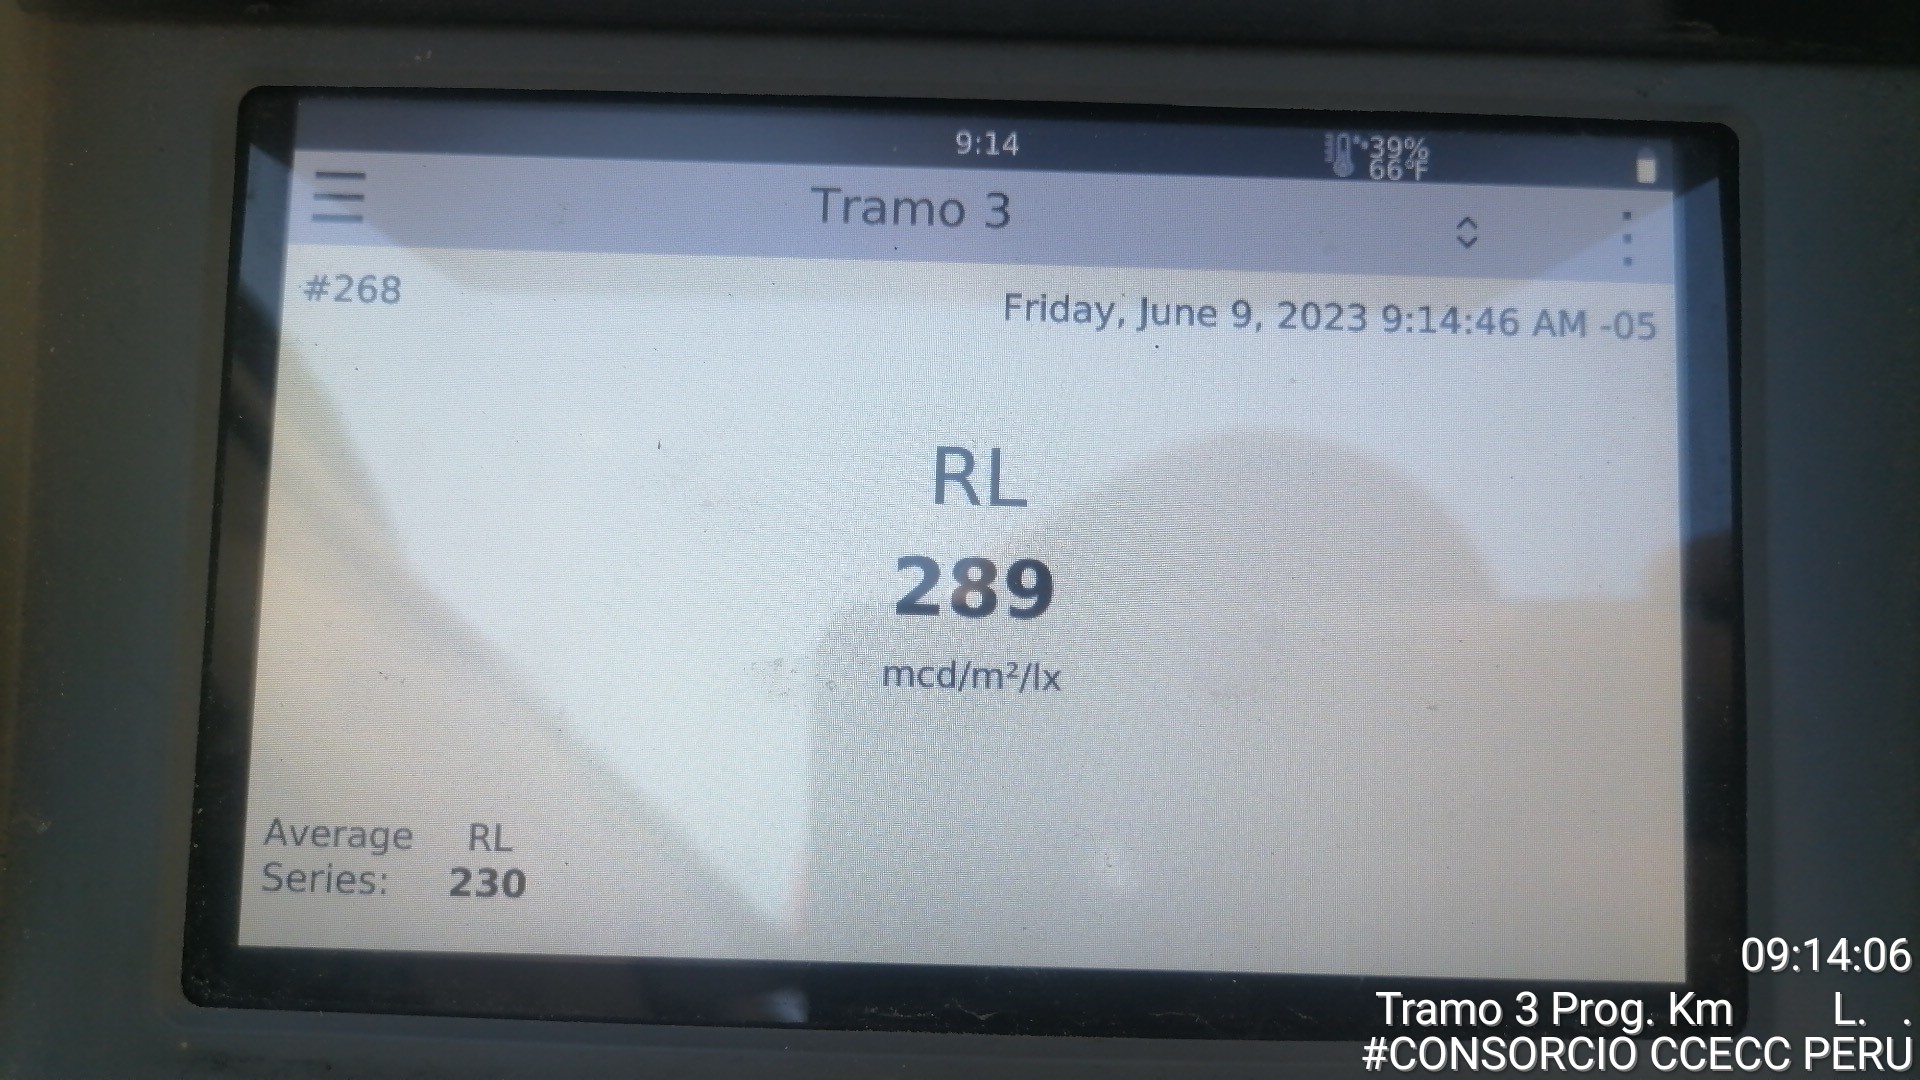 9:14
39%
66°F
Tramo 3
#268
Friday, June 9, 2023 9:14:46 AM -05
RL
289
mcd/m²/lx
Average RL
Series: 230
09:14:06
Tramo 3 Prog. Km L. .
#CONSORCIO CCECC PERU